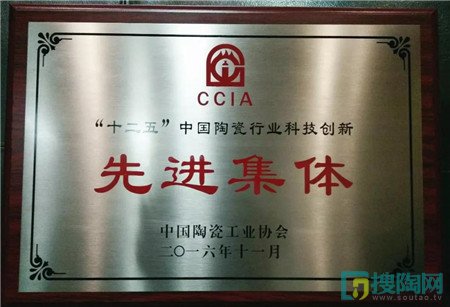 CCIA
“十二五”中国陶瓷行业科技创新
先进集体
中国陶瓷工业协会
二〇一六年十一月
搜陶网
www.soutao.tv